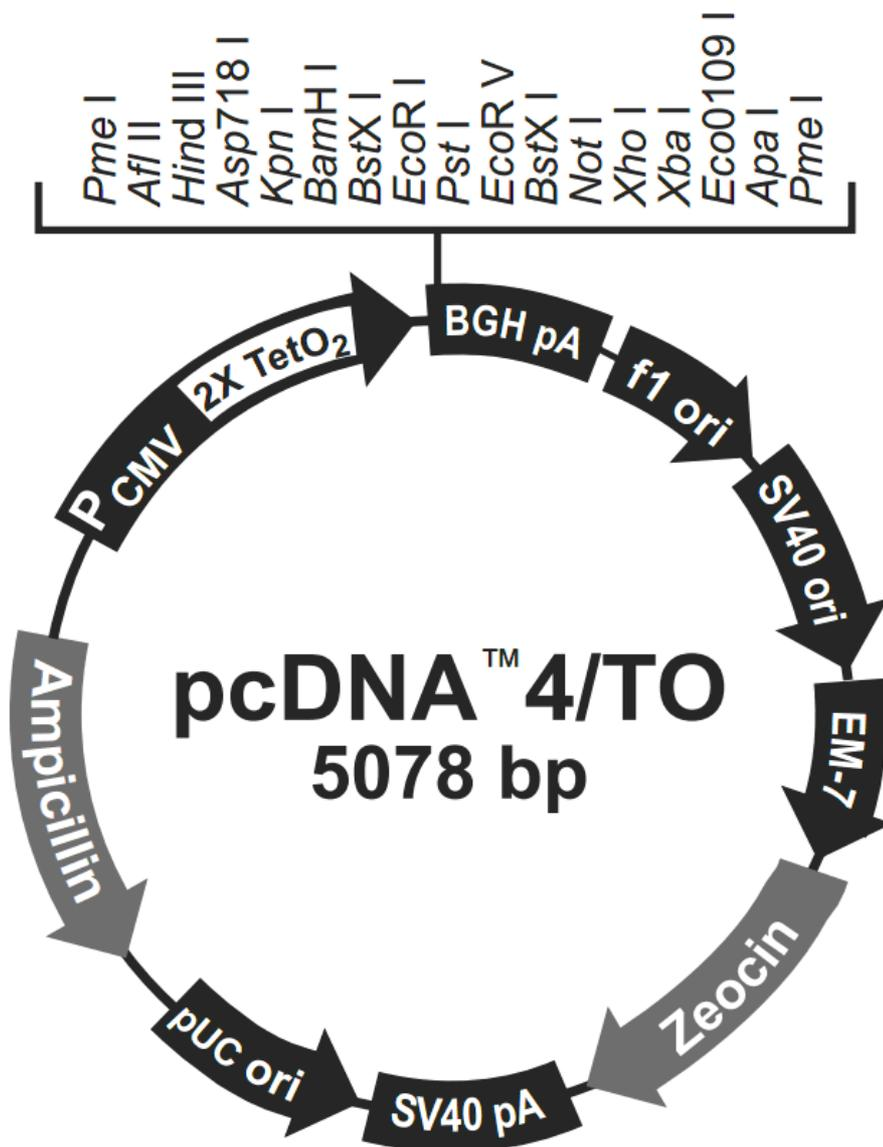 Pme I
Afl II
Hind III
Asp718 I
Kpn I
BamH I
BstX I
EcoR I
Pst I
EcoR V
BstX I
Not I
Xho I
Xba I
Eco0109 I
Apa I
Pme I
P CMV
2X TetO2
BGH pA
f1 ori
SV40 ori
EM-7
Zeocin
SV40 pA
pUC ori
Ampicillin
pcDNA™4/TO
5078 bp